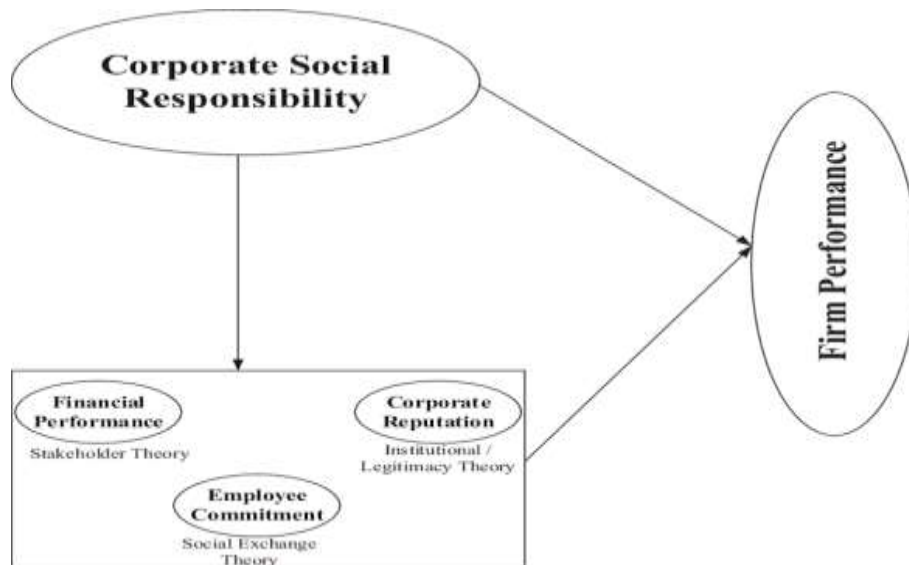 Corporate Social
Responsibility
Firm Performance
Financial
Performance
Stakeholder Theory
Corporate
Reputation
Institutional /
Legitimacy Theory
Employee
Commitment
Social Exchange
Theory